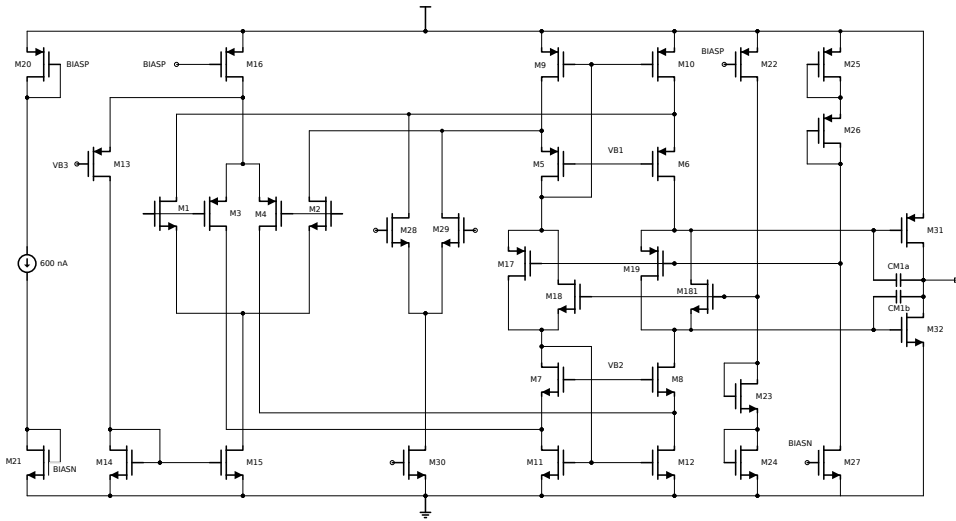 M20
BIASP
BIASP
M16
M9
M10
BIASP
M22
M25
M26
VB3
M13
M5
VB1
M6
M1
M3
M4
M2
M28
M29
M31
M17
M19
600 nA
CM1a
M18
M181
CM1b
M32
M7
VB2
M8
M23
BIASN
M21
BIASN
M14
M15
M30
M11
M12
M24
M27